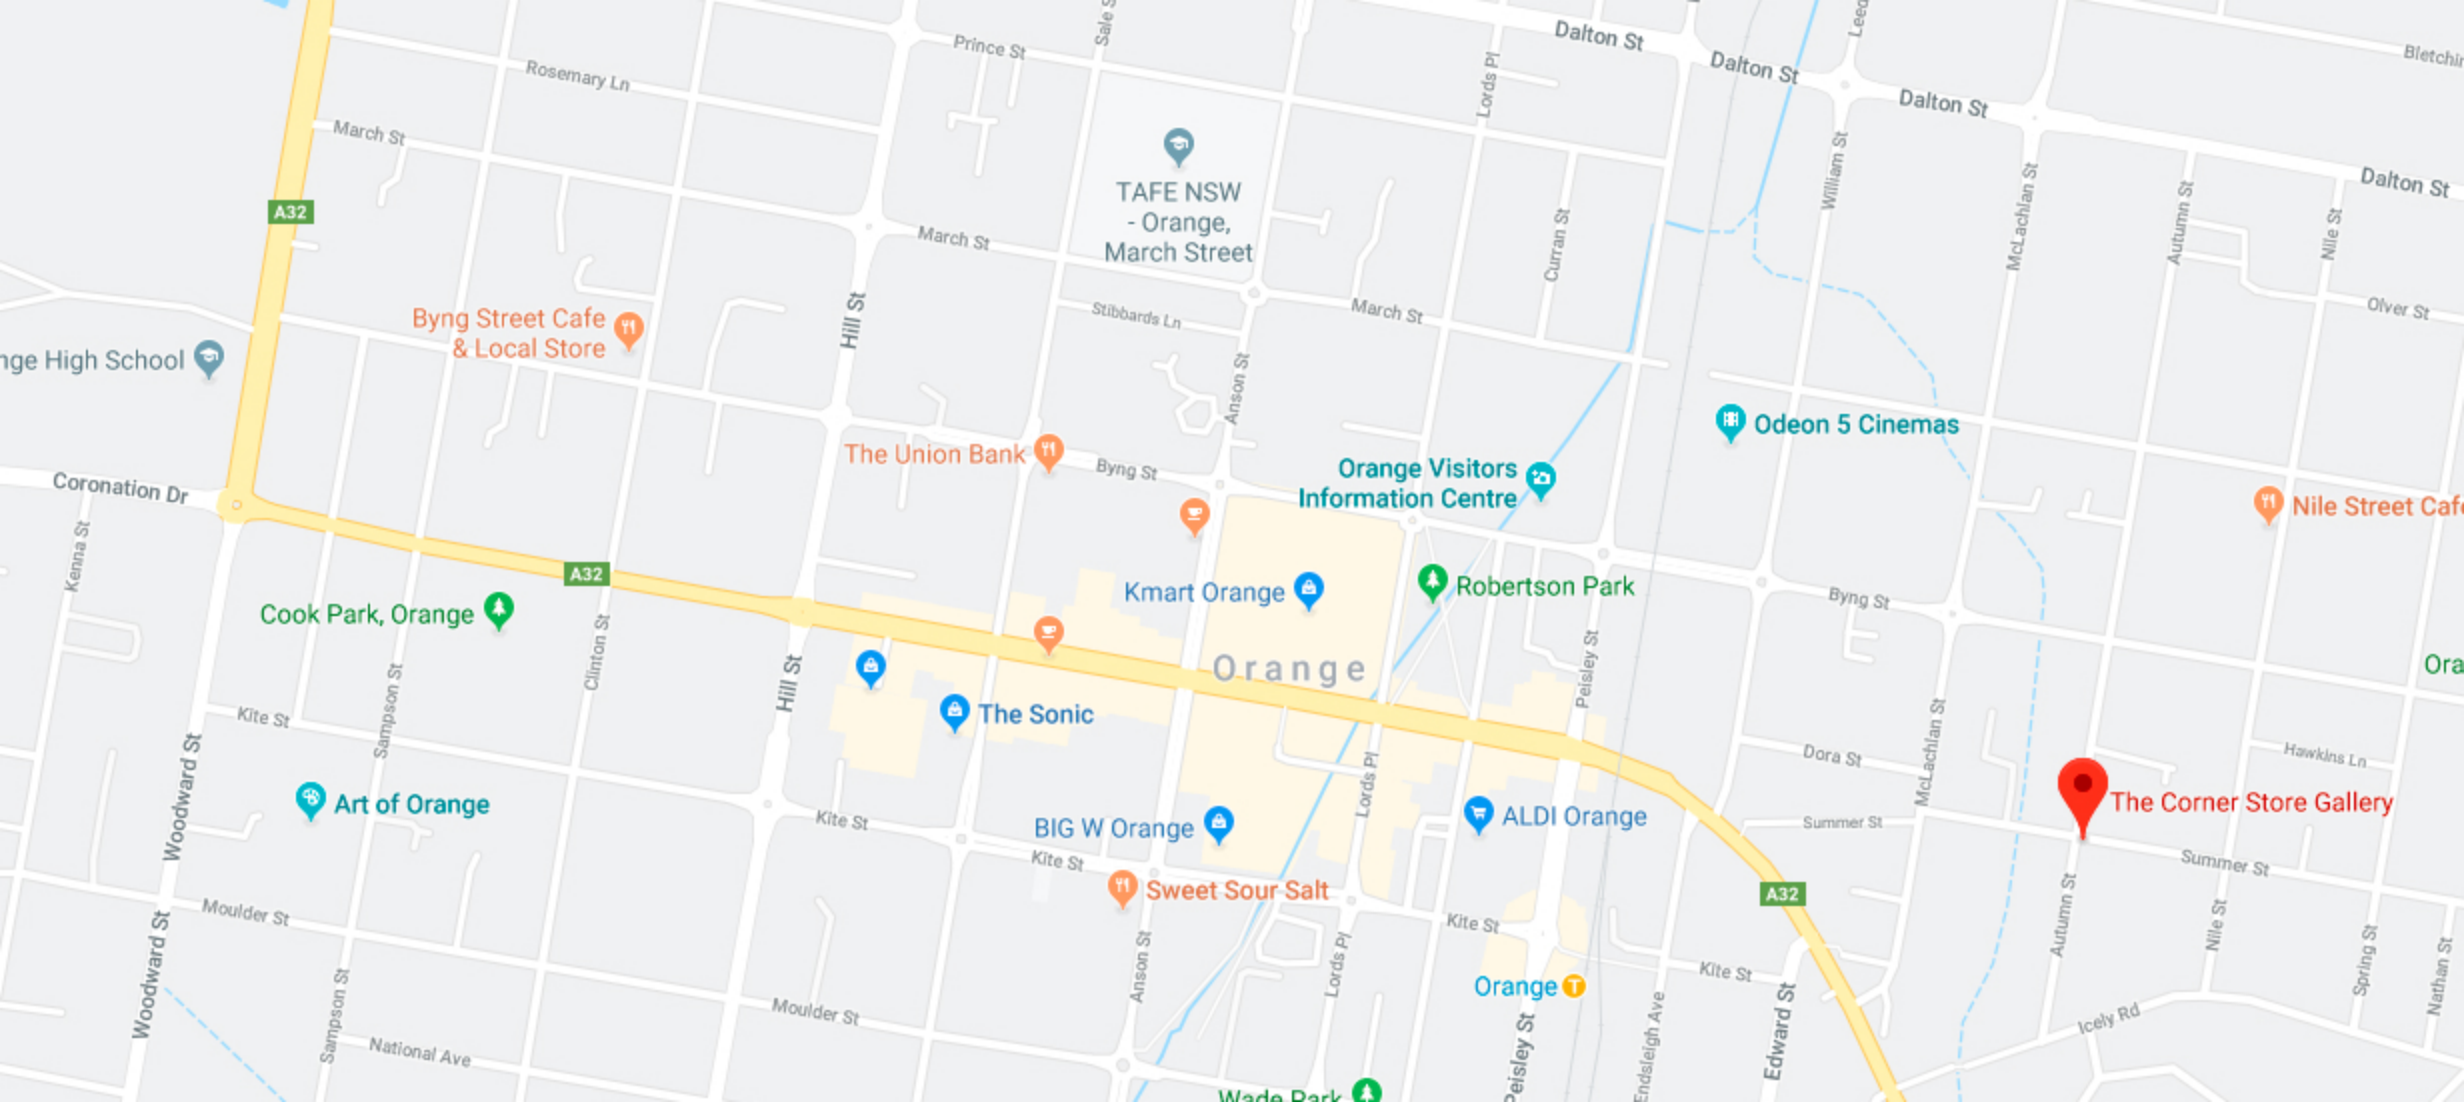 Sale S
Prince St
Dalton St
Dalton St
Leed
Bletchin
Rosemary Ln
Lords Pl
Dalton St
March St
TAFE NSW
- Orange,
March Street
William St
McLachlan St
Autumn St
Nile St
Dalton St
A32
March St
Curran St
Hill St
Stibbards Ln
March St
Olver St
Byng Street Cafe
& Local Store
nge High School
Anson St
Odeon 5 Cinemas
The Union Bank
Byng St
Orange Visitors
Information Centre
Coronation Dr
Nile Street Caf
Kenna St
A32
Kmart Orange
Robertson Park
Byng St
Cook Park, Orange
Clinton St
Orange
Peisley St
Ora
Hill St
Sampson St
Kite St
The Sonic
McLachlan St
Dora St
Hawkins Ln
Woodward St
Lords Pl
Art of Orange
Kite St
BIG W Orange
ALDI Orange
Summer St
The Corner Store Gallery
Kite St
Sweet Sour Salt
Summer St
A32
Moulder St
Kite St
Autumn St
Nile St
Woodward St
Anson St
Lords Pl
Kite St
Spring St
Nathan St
Orange
T
Sampson St
Moulder St
Peisley St
Endsleigh Ave
Edward St
Icely Rd
National Ave
Wade Park